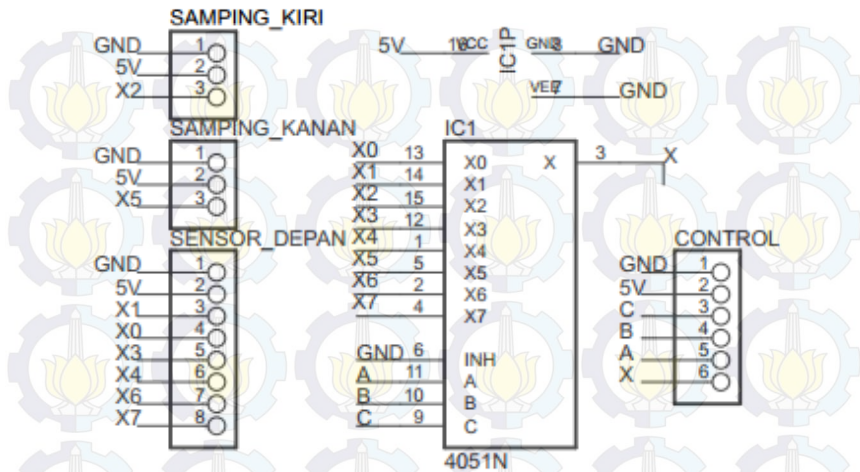 SAMPING_KIRI
GND 1
5V 2
X2 3
5V 16 VCC IC1P GND 8 GND
VEE 7 GND
SAMPING_KANAN
GND 1
5V 2
X5 3
SENSOR_DEPAN
GND 1
5V 2
X1 3
X0 4
X3 5
X4 6
X6 7
X7 8
IC1
X0 13 X0 X 3 X
X1 14 X1
X2 15 X2
X3 12 X3
X4 1 X4
X5 5 X5
X6 2 X6
X7 4 X7
GND 6 INH
A 11 A
B 10 B
C 9 C
4051N
CONTROL
GND 1
5V 2
C 3
B 4
A 5
X 6